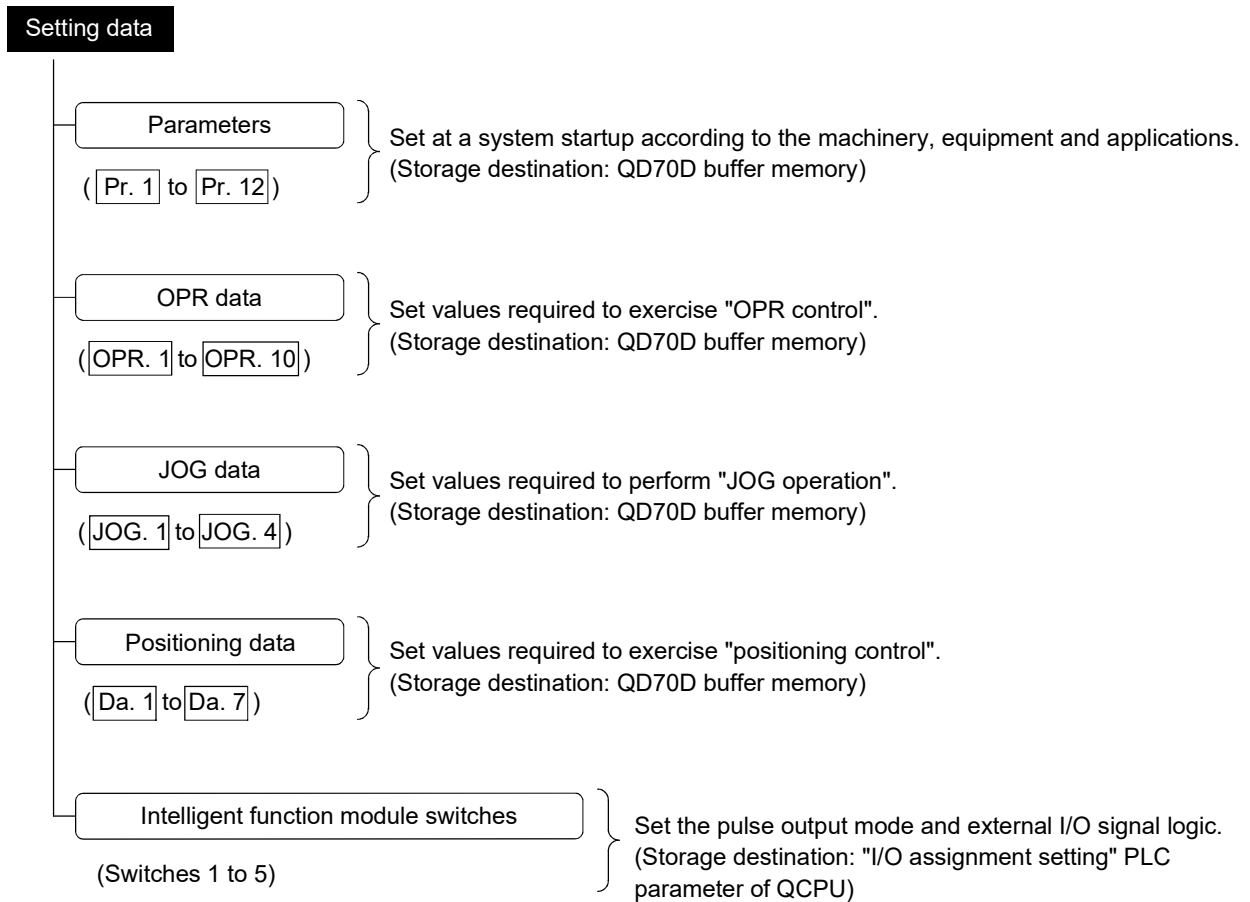 Setting data
Parameters
( Pr. 1 to Pr. 12 )
Set at a system startup according to the machinery, equipment and applications.
(Storage destination: QD70D buffer memory)
OPR data
( OPR. 1 to OPR. 10 )
Set values required to exercise "OPR control".
(Storage destination: QD70D buffer memory)
JOG data
( JOG. 1 to JOG. 4 )
Set values required to perform "JOG operation".
(Storage destination: QD70D buffer memory)
Positioning data
( Da. 1 to Da. 7 )
Set values required to exercise "positioning control".
(Storage destination: QD70D buffer memory)
Intelligent function module switches
(Switches 1 to 5)
Set the pulse output mode and external I/O signal logic.
(Storage destination: "I/O assignment setting" PLC
parameter of QCPU)